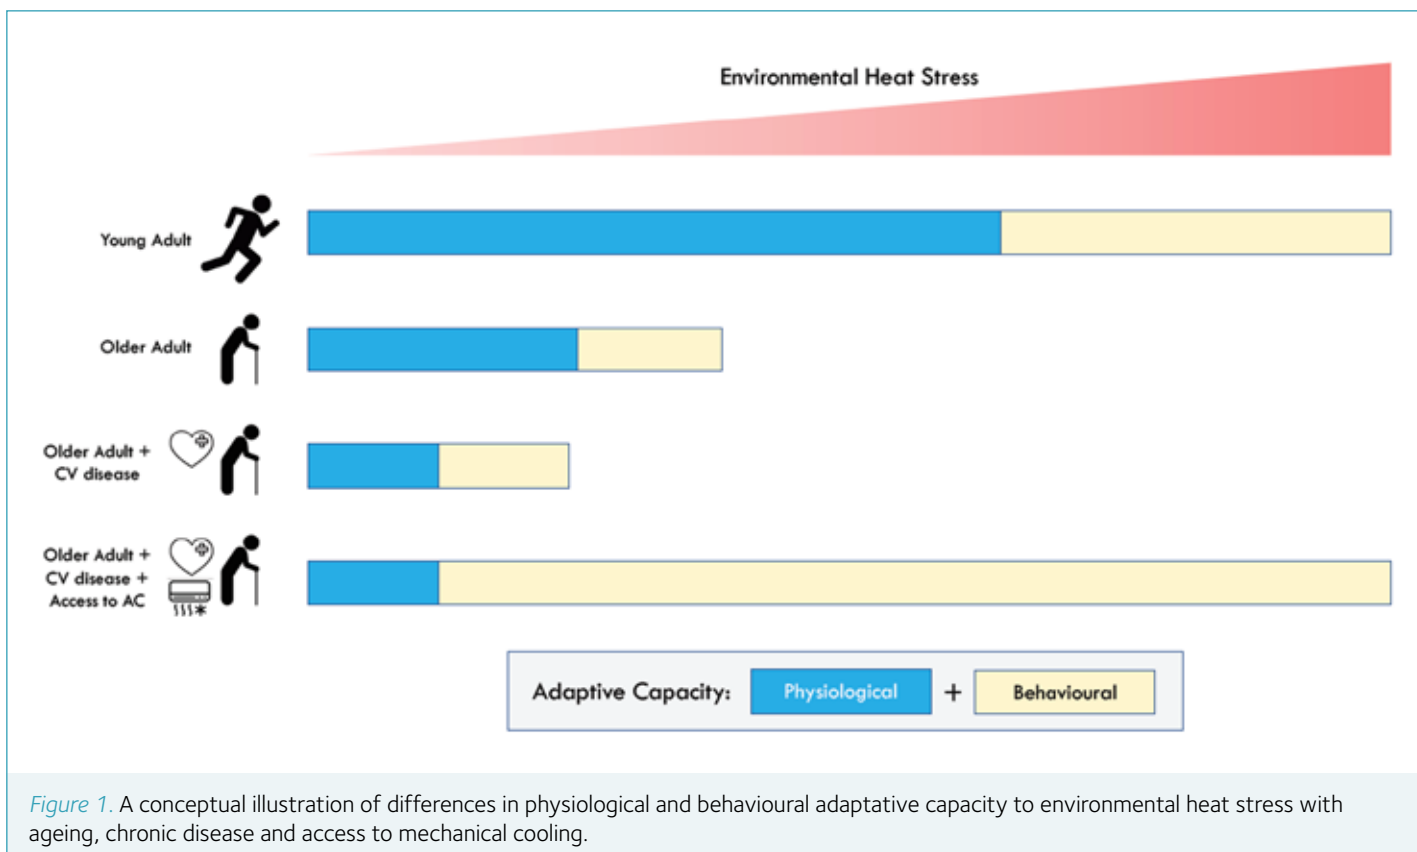 Environmental Heat Stress
Young Adult
Older Adult
Older Adult +
CV disease
Older Adult +
CV disease +
Access to AC
Adaptive Capacity: Physiological + Behavioural
Figure 1. A conceptual illustration of differences in physiological and behavioural adaptative capacity to environmental heat stress with
ageing, chronic disease and access to mechanical cooling.